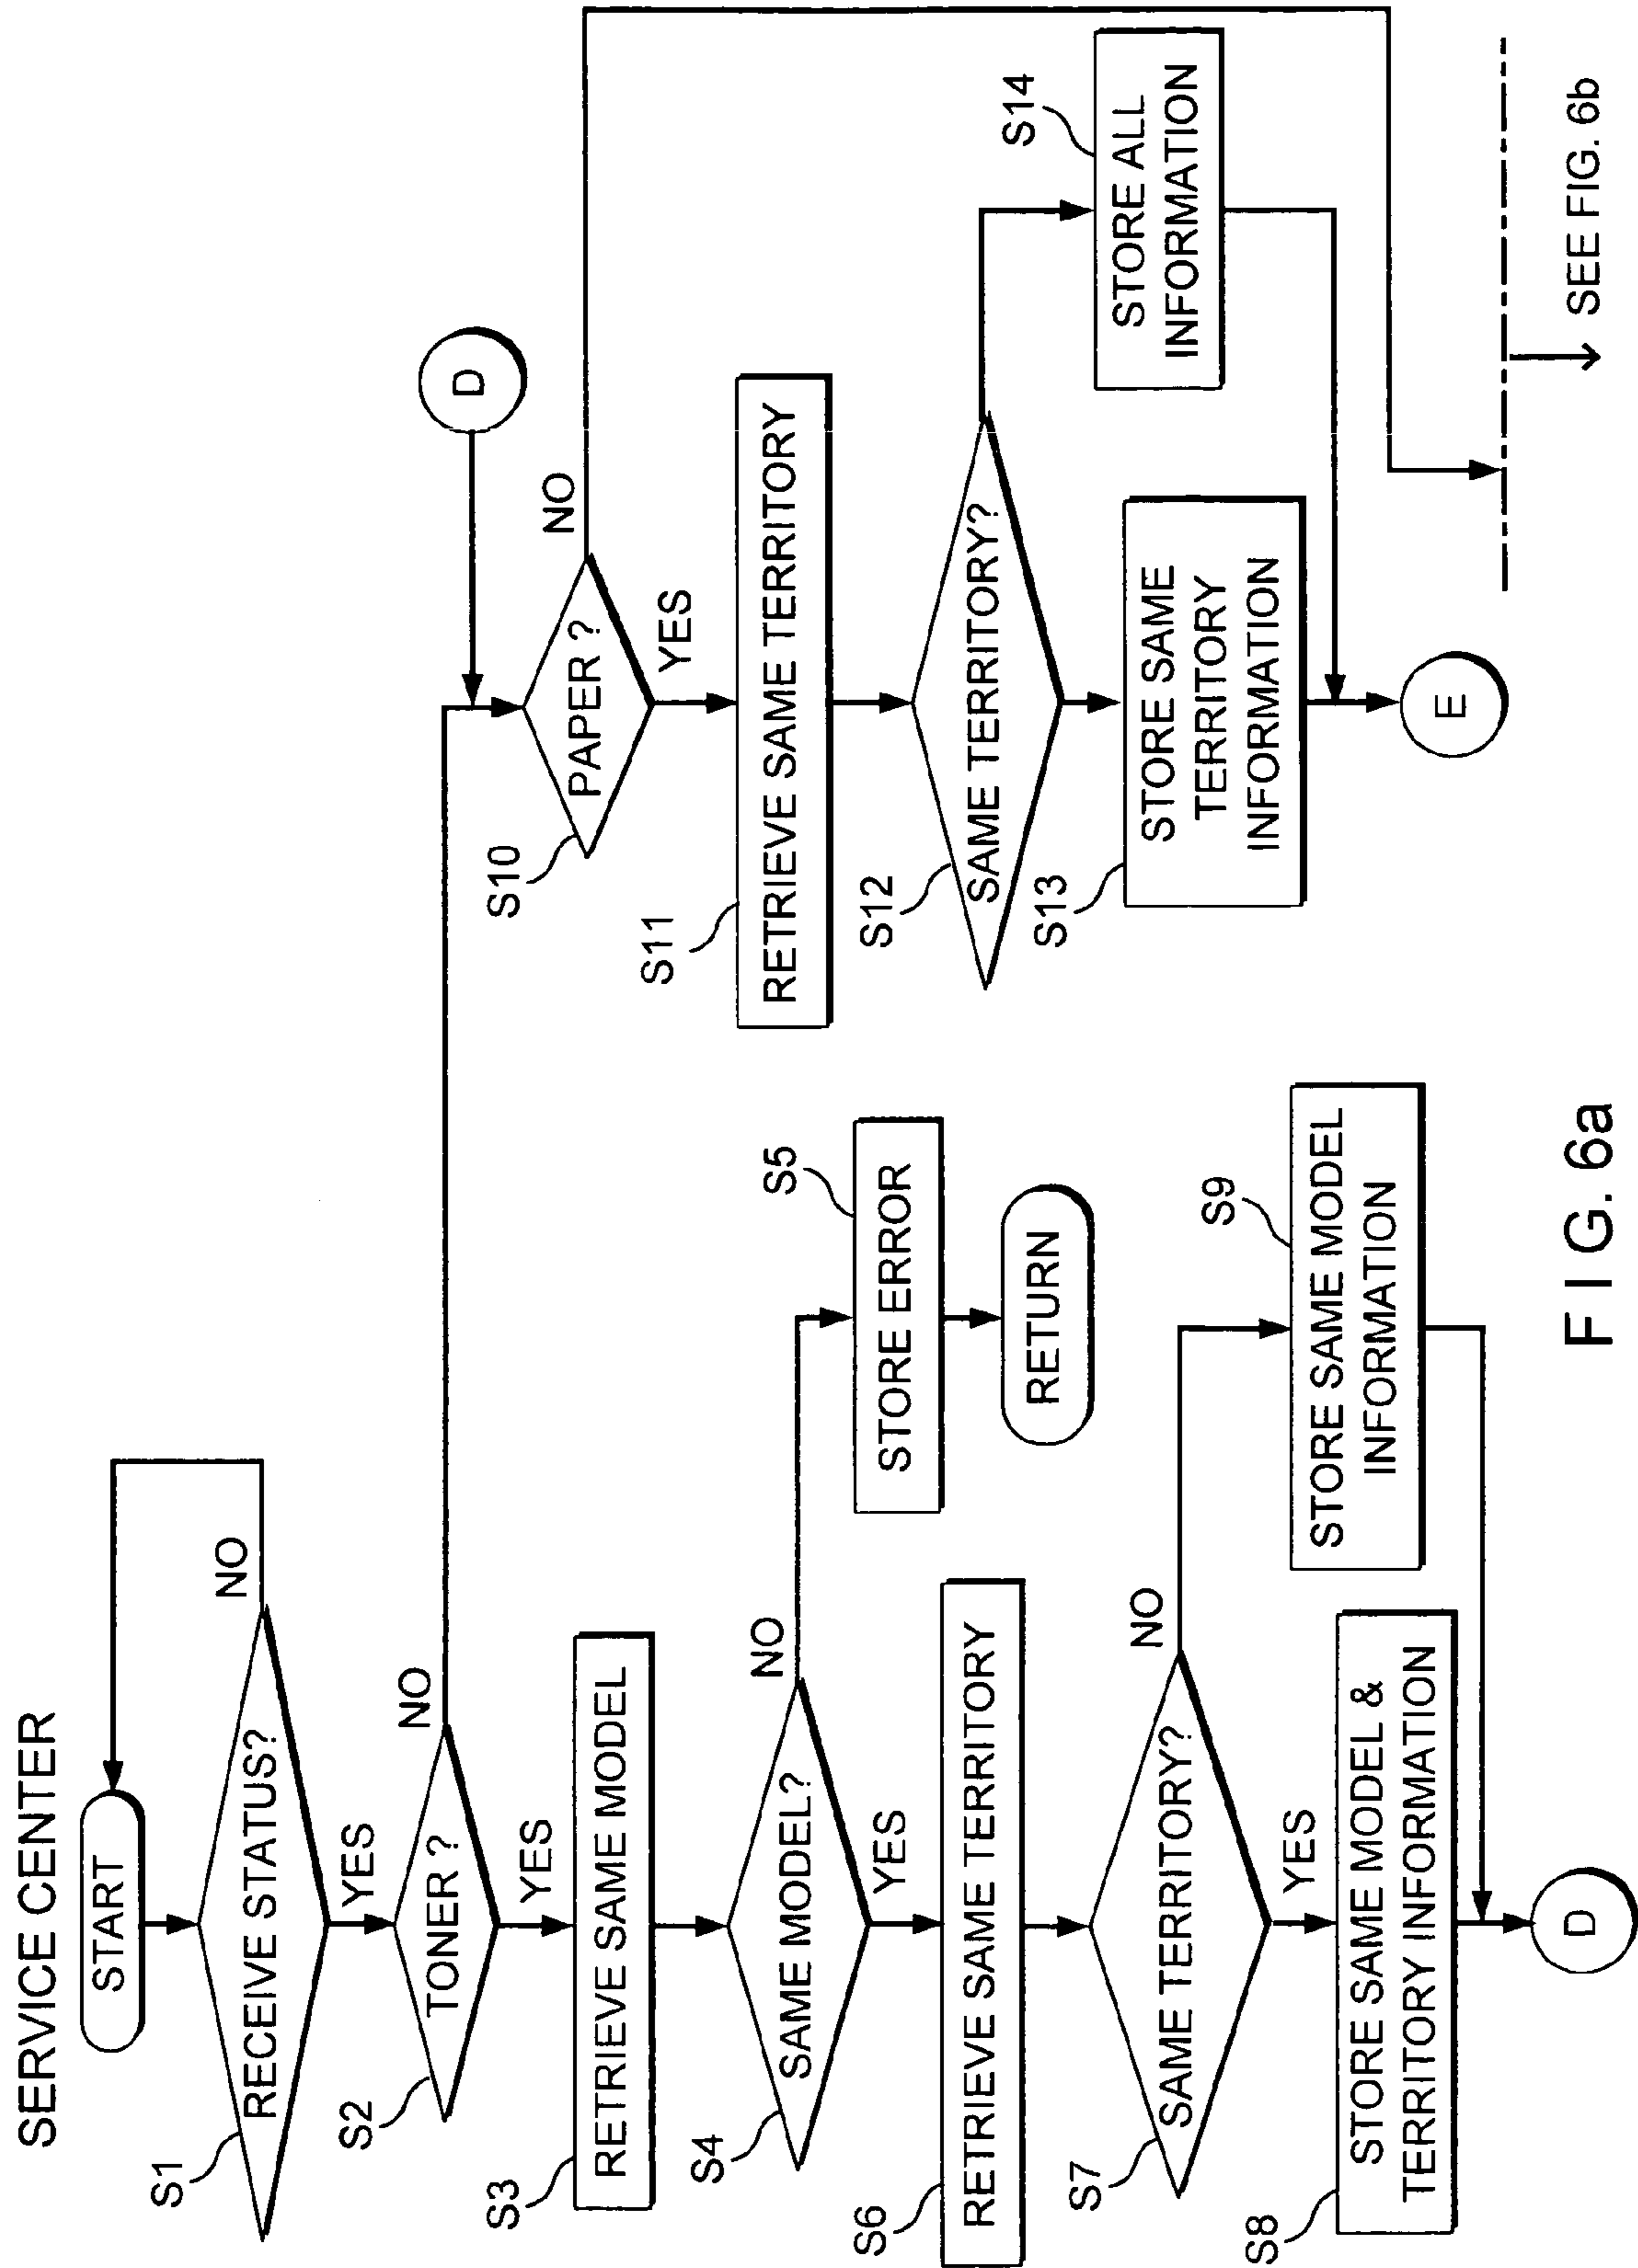 SERVICE CENTER
START
S1
RECEIVE STATUS?
NO
YES
S2
TONER ?
NO
YES
S3
RETRIEVE SAME MODEL
S4
SAME MODEL?
NO
YES
S5
STORE ERROR
RETURN
S6
RETRIEVE SAME TERRITORY
S7
SAME TERRITORY?
NO
YES
S8
STORE SAME MODEL &
TERRITORY INFORMATION
S9
STORE SAME MODEL
INFORMATION
D
D
S10
PAPER ?
NO
YES
S11
RETRIEVE SAME TERRITORY
S12
SAME TERRITORY?
S13
STORE SAME
TERRITORY
INFORMATION
S14
STORE ALL
INFORMATION
E
SEE FIG. 6b
FIG. 6a